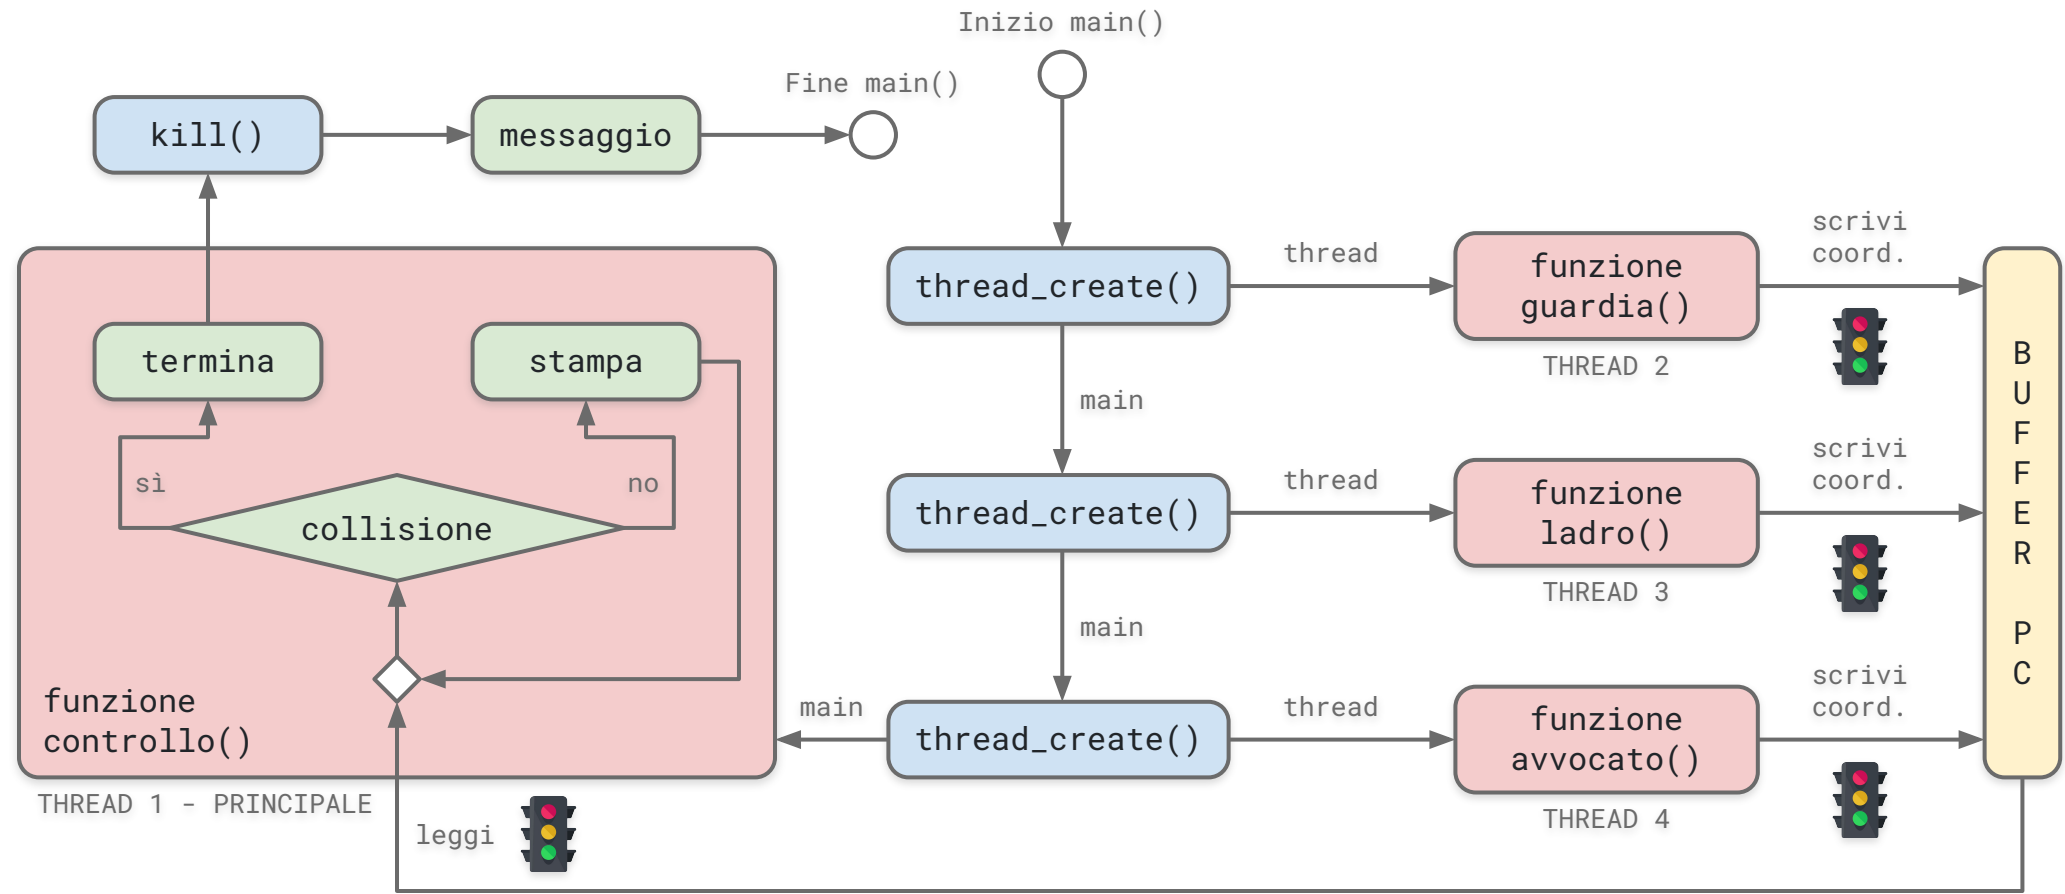 Inizio main()
Fine main()
kill()
messaggio
thread_create()
thread
funzione
guardia()
THREAD 2
scrivi
coord.
termina
stampa
main
sì
no
collisione
thread_create()
thread
funzione
ladro()
THREAD 3
scrivi
coord.
main
funzione
controllo()
THREAD 1 - PRINCIPALE
main
thread_create()
thread
funzione
avvocato()
THREAD 4
scrivi
coord.
leggi
B
U
F
F
E
R
P
C